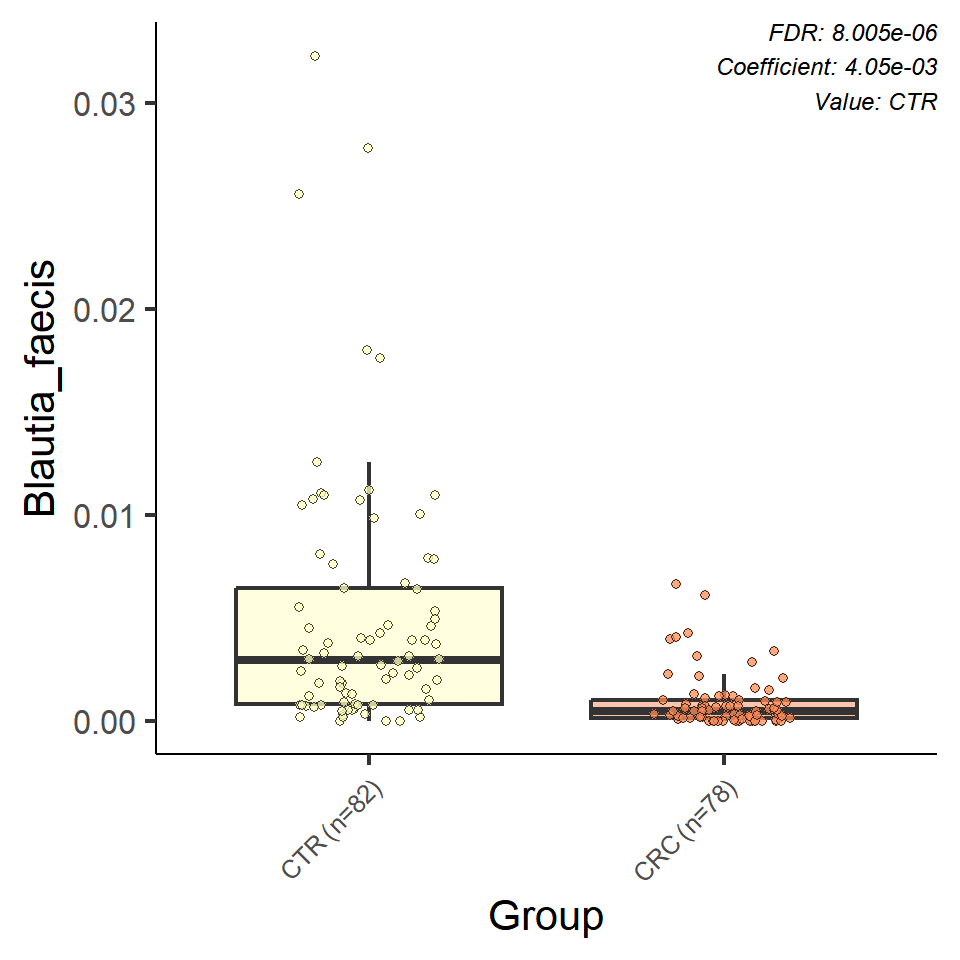 FDR: 8.005e-06
Coefficient: 4.05e-03
Value: CTR
0.03
0.02
0.01
0.00
Blautia_faecis
CTR (n=82)
CRC (n=78)
Group